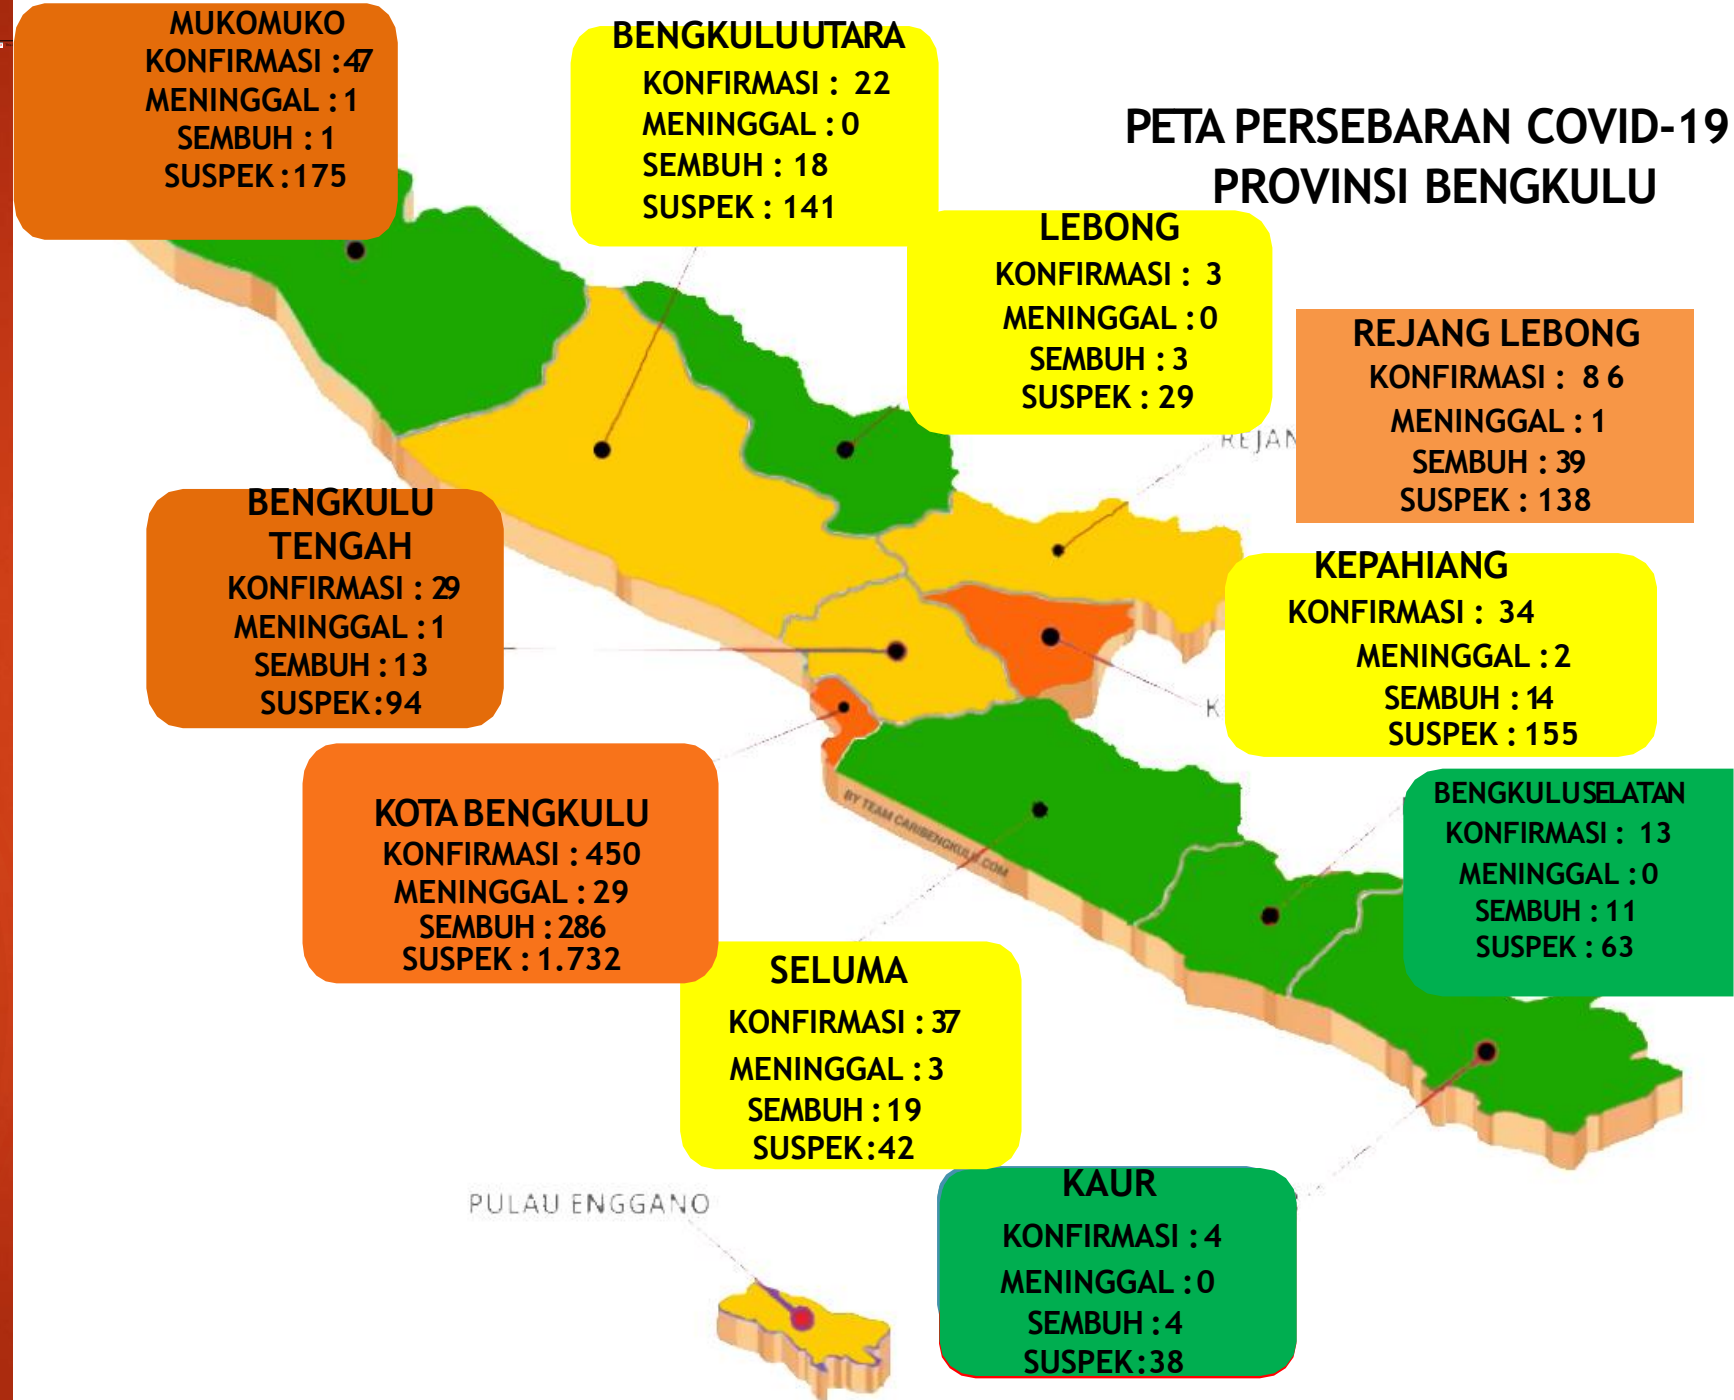 MUKOMUKO
KONFIRMASI : 47
MENINGGAL : 1
SEMBUH : 1
SUSPEK : 175
BENGKULU UTARA
KONFIRMASI : 22
MENINGGAL : 0
SEMBUH : 18
SUSPEK : 141
PETA PERSEBARAN COVID-19
PROVINSI BENGKULU
LEBONG
KONFIRMASI : 3
MENINGGAL : 0
SEMBUH : 3
SUSPEK : 29
REJANG LEBONG
KONFIRMASI : 86
MENINGGAL : 1
SEMBUH : 39
SUSPEK : 138
BENGKULU
TENGAH
KONFIRMASI : 29
MENINGGAL : 1
SEMBUH : 13
SUSPEK : 94
KEPAHIANG
KONFIRMASI : 34
MENINGGAL : 2
SEMBUH : 14
SUSPEK : 155
KOTA BENGKULU
KONFIRMASI : 450
MENINGGAL : 29
SEMBUH : 286
SUSPEK : 1.732
BY TEAM CARIBENGKULU.COM
BENGKULU SELATAN
KONFIRMASI : 13
MENINGGAL : 0
SEMBUH : 11
SUSPEK : 63
SELUMA
KONFIRMASI : 37
MENINGGAL : 3
SEMBUH : 19
SUSPEK : 42
PULAU ENGGANO
KAUR
KONFIRMASI : 4
MENINGGAL : 0
SEMBUH : 4
SUSPEK : 38